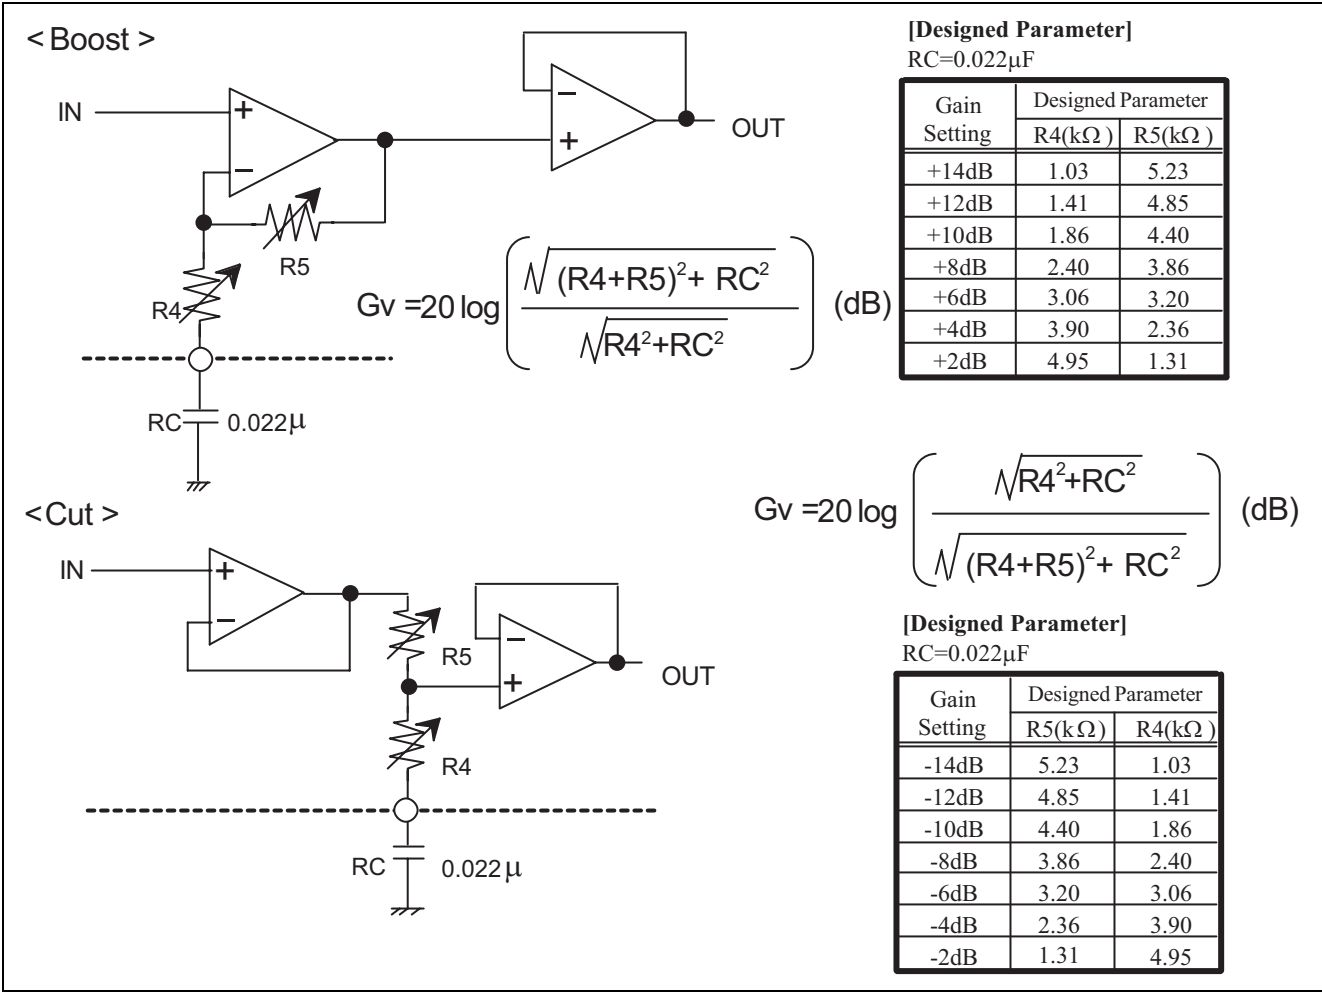 <Boost>
IN
+
−
−
+
OUT
R5
R4
RC 0.022μ
Gv =20 log ( √(R4+R5)²+ RC² / √R4²+RC² ) (dB)
[Designed Parameter]
RC=0.022μF
Gain Setting Designed Parameter
R4(kΩ) R5(kΩ)
+14dB 1.03 5.23
+12dB 1.41 4.85
+10dB 1.86 4.40
+8dB 2.40 3.86
+6dB 3.06 3.20
+4dB 3.90 2.36
+2dB 4.95 1.31
<Cut>
IN
+
−
R5
−
+
OUT
R4
RC 0.022μ
Gv =20 log ( √R4²+RC² / √(R4+R5)²+ RC² ) (dB)
[Designed Parameter]
RC=0.022μF
Gain Setting Designed Parameter
R5(kΩ) R4(kΩ)
-14dB 5.23 1.03
-12dB 4.85 1.41
-10dB 4.40 1.86
-8dB 3.86 2.40
-6dB 3.20 3.06
-4dB 2.36 3.90
-2dB 1.31 4.95